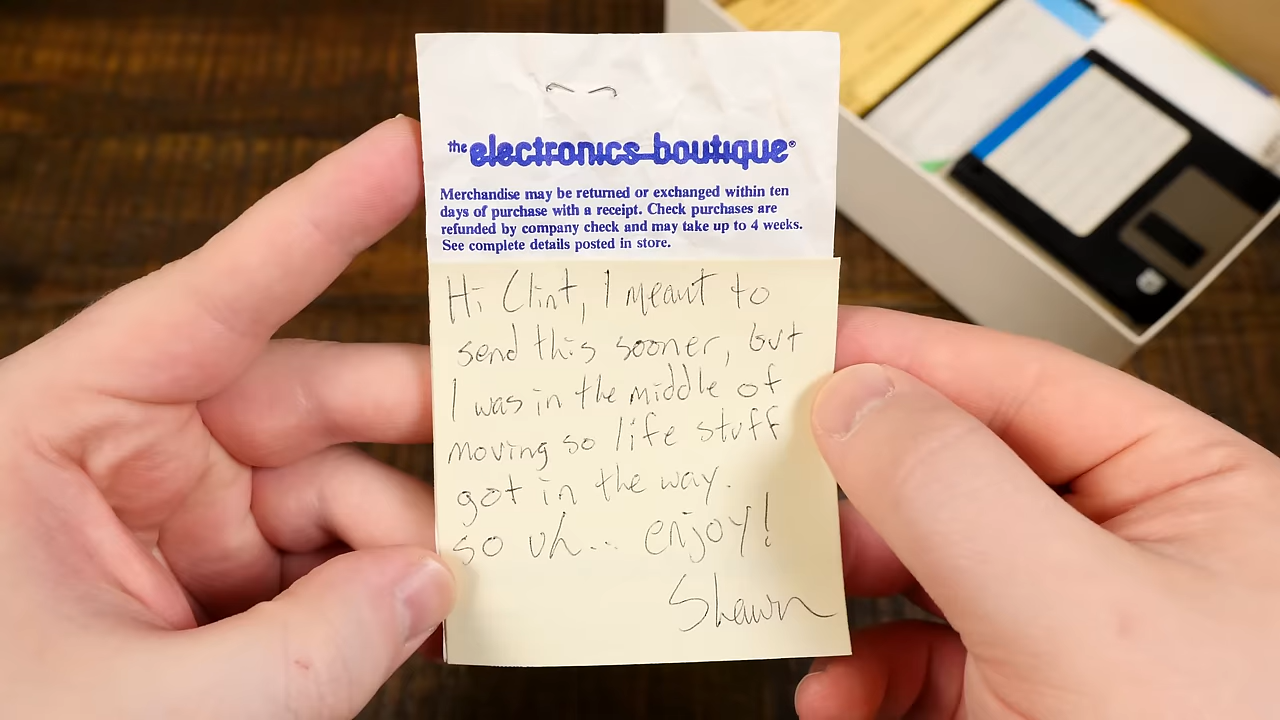 the electronics boutique®
Merchandise may be returned or exchanged within ten
days of purchase with a receipt. Check purchases are
refunded by company check and may take up to 4 weeks.
See complete details posted in store.
Hi Clint, I meant to
send this sooner, but
I was in the middle of
moving so life stuff
got in the way.
so uh... enjoy!
Shawn